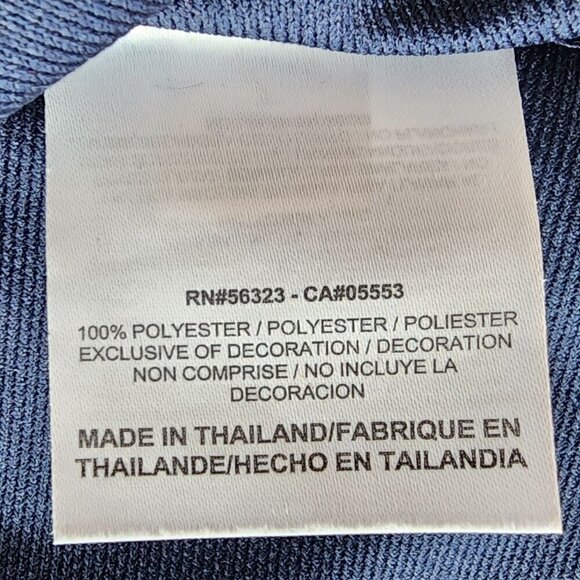 RN#56323 - CA#05553
100% POLYESTER / POLYESTER / POLIESTER
EXCLUSIVE OF DECORATION / DECORATION
NON COMPRISE / NO INCLUYE LA
DECORACION
MADE IN THAILAND/FABRIQUE EN
THAILANDE/HECHO EN TAILANDIA